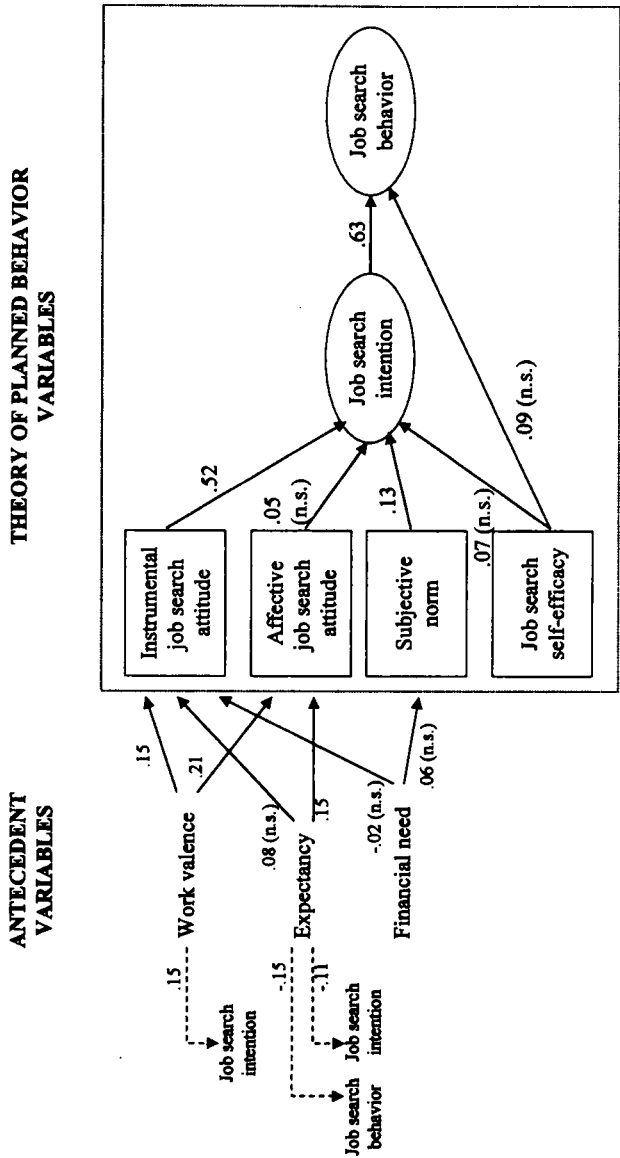 ANTECEDENT
VARIABLES
THEORY OF PLANNED BEHAVIOR
VARIABLES
Work valence
.15
.21
.15
Job search
intention
Expectancy
.08 (n.s.)
.15
-.15
-.11
Job search
behavior
Job search
intention
Financial need
-.02 (n.s.)
.06 (n.s.)
Instrumental
job search
attitude
Affective
job search
attitude
Subjective
norm
Job search
self-efficacy
.52
.05
(n.s.)
.13
.07 (n.s.)
Job search
intention
.63
.09 (n.s.)
Job search
behavior